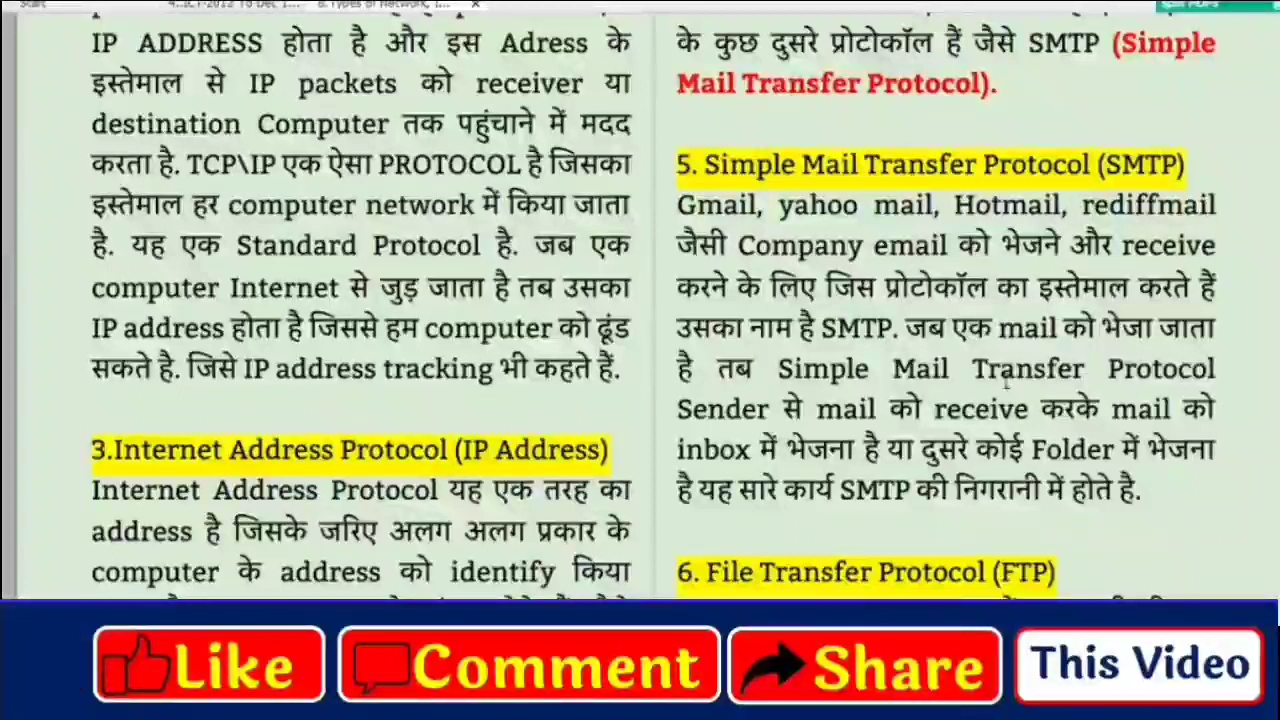 IP ADDRESS होता है और इस Adress के
इस्तेमाल से IP packets को receiver या
destination Computer तक पहुंचाने में मदद
करता है. TCP\IP एक ऐसा PROTOCOL है जिसका
इस्तेमाल हर computer network में किया जाता
है. यह एक Standard Protocol है. जब एक
computer Internet से जुड़ जाता है तब उसका
IP address होता है जिससे हम computer को ढूंड
सकते है. जिसे IP address tracking भी कहते हैं.
3.Internet Address Protocol (IP Address)
Internet Address Protocol यह एक तरह का
address है जिसके जरिए अलग अलग प्रकार के
computer के address को identify किया
के कुछ दुसरे प्रोटोकॉल हैं जैसे SMTP (Simple
Mail Transfer Protocol).
5. Simple Mail Transfer Protocol (SMTP)
Gmail, yahoo mail, Hotmail, rediffmail
जैसी Company email को भेजने और receive
करने के लिए जिस प्रोटोकॉल का इस्तेमाल करते हैं
उसका नाम है SMTP. जब एक mail को भेजा जाता
है तब Simple Mail Transfer Protocol
Sender से mail को receive करके mail को
inbox में भेजना है या दुसरे कोई Folder में भेजना
है यह सारे कार्य SMTP की निगरानी में होते है.
6. File Transfer Protocol (FTP)
Like
Comment
Share
This Video